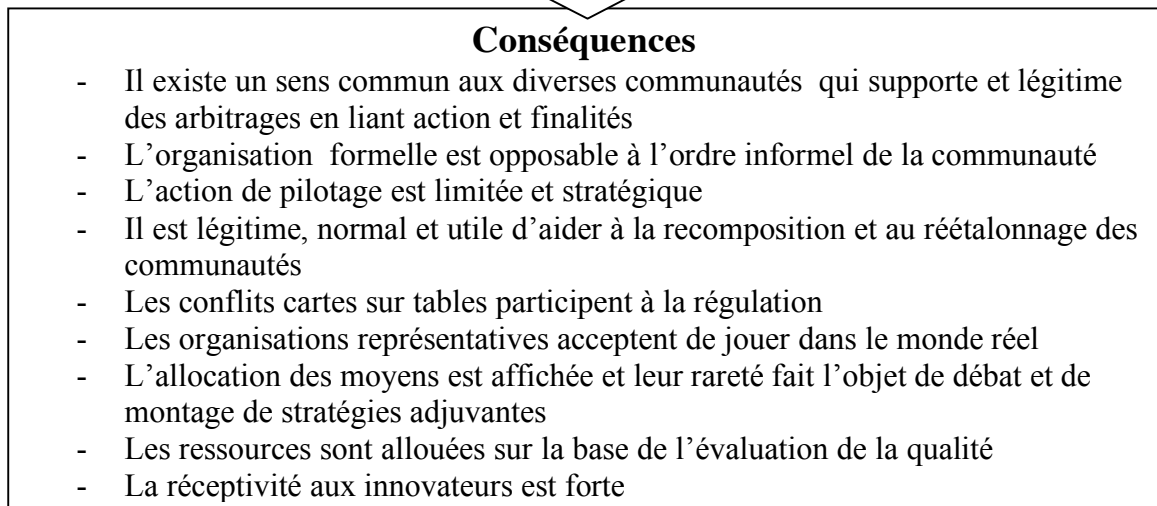 Conséquences
- Il existe un sens commun aux diverses communautés qui supporte et légitime
des arbitrages en liant action et finalités
- L’organisation formelle est opposable à l’ordre informel de la communauté
- L’action de pilotage est limitée et stratégique
- Il est légitime, normal et utile d’aider à la recomposition et au réétalonnage des
communautés
- Les conflits cartes sur tables participent à la régulation
- Les organisations représentatives acceptent de jouer dans le monde réel
- L’allocation des moyens est affichée et leur rareté fait l’objet de débat et de
montage de stratégies adjuvantes
- Les ressources sont allouées sur la base de l’évaluation de la qualité
- La réceptivité aux innovateurs est forte